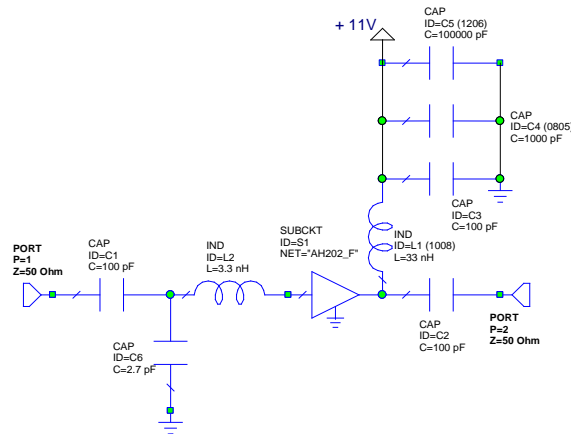 CAP
ID=C5 (1206)
C=100000 pF
+ 11V
CAP
ID=C4 (0805)
C=1000 pF
CAP
ID=C3
C=100 pF
SUBCKT
ID=S1
NET="AH202_F"
IND
ID=L1 (1008)
L=33 nH
IND
ID=L2
L=3.3 nH
CAP
ID=C1
C=100 pF
PORT
P=1
Z=50 Ohm
CAP
ID=C6
C=2.7 pF
CAP
ID=C2
C=100 pF
PORT
P=2
Z=50 Ohm